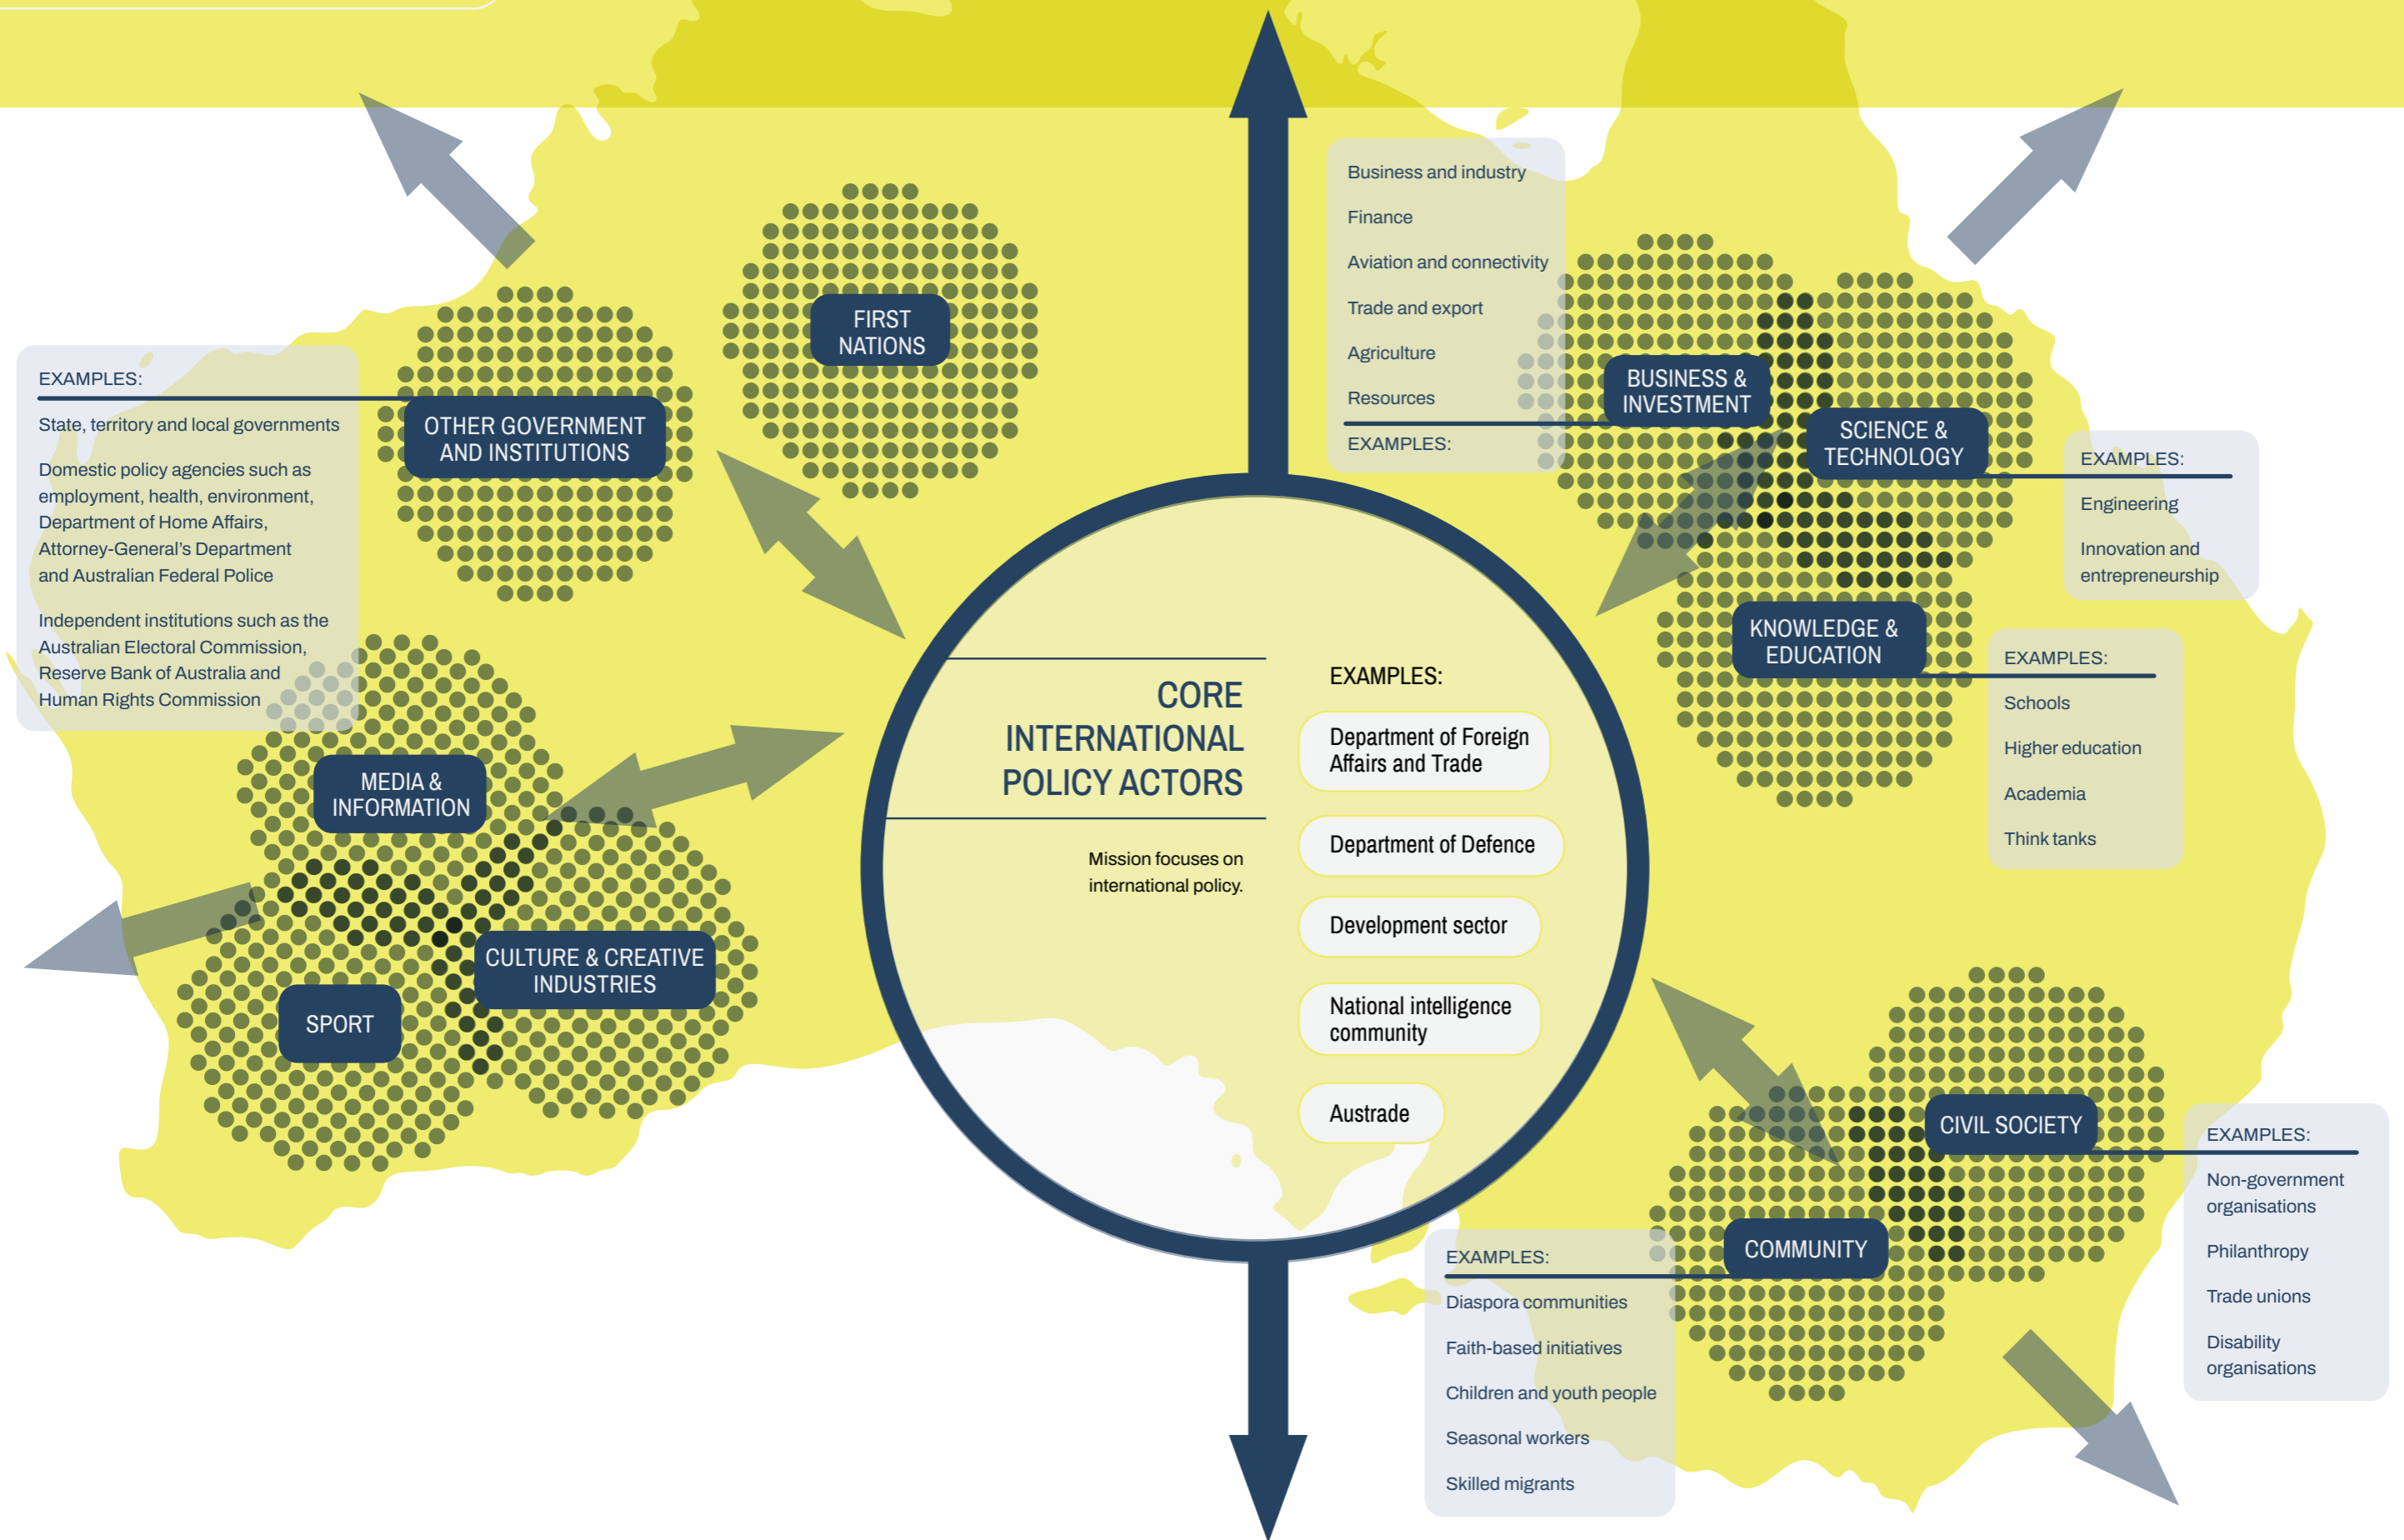 FIRST
NATIONS
EXAMPLES:
OTHER GOVERNMENT
AND INSTITUTIONS
State, territory and local governments
Domestic policy agencies such as
employment, health, environment,
Department of Home Affairs,
Attorney-General's Department
and Australian Federal Police
Independent institutions such as the
Australian Electoral Commission,
Reserve Bank of Australia and
Human Rights Commission
MEDIA &
INFORMATION
CULTURE & CREATIVE
INDUSTRIES
SPORT
CORE
INTERNATIONAL
POLICY ACTORS
Mission focuses on
international policy.
EXAMPLES:
Department of Foreign
Affairs and Trade
Department of Defence
Development sector
National intelligence
community
Austrade
Business and industry
Finance
Aviation and connectivity
Trade and export
Agriculture
Resources
EXAMPLES:
BUSINESS &
INVESTMENT
SCIENCE &
TECHNOLOGY
EXAMPLES:
Engineering
Innovation and
entrepreneurship
KNOWLEDGE &
EDUCATION
EXAMPLES:
Schools
Higher education
Academia
Think tanks
CIVIL SOCIETY
EXAMPLES:
Non-government
organisations
Philanthropy
Trade unions
Disability
organisations
COMMUNITY
EXAMPLES:
Diaspora communities
Faith-based initiatives
Children and youth people
Seasonal workers
Skilled migrants